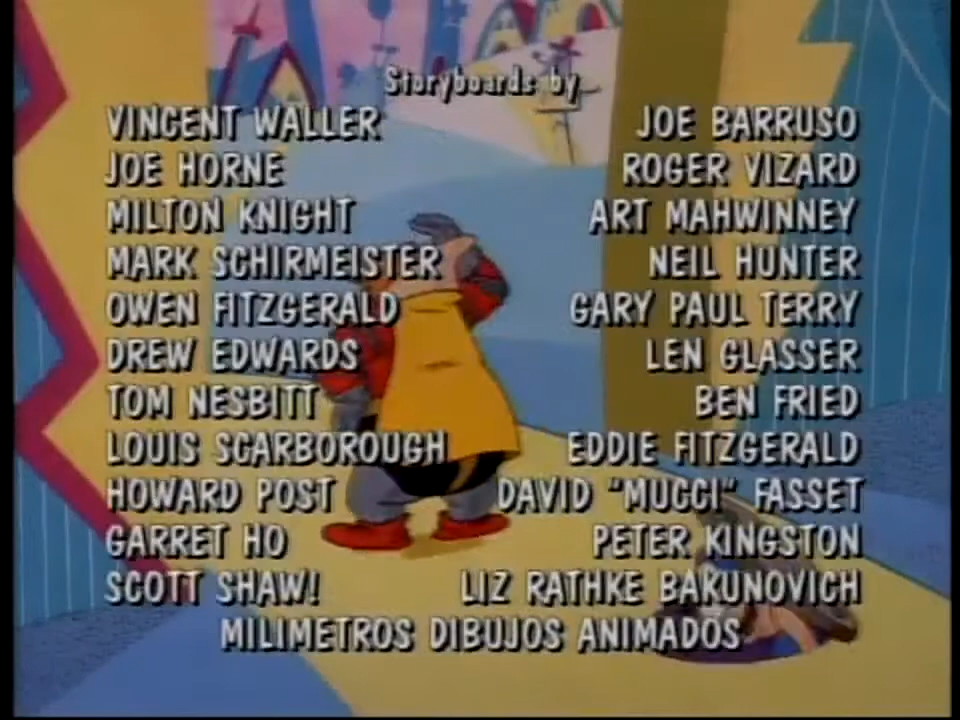 Storyboards by
VINCENT WALLER JOE BARRUSO
JOE HORNE ROGER VIZARD
MILTON KNIGHT ART MAHWINNEY
MARK SCHIRMEISTER NEIL HUNTER
OWEN FITZGERALD GARY PAUL TERRY
DREW EDWARDS LEN GLASSER
TOM NESBITT BEN FRIED
LOUIS SCARBOROUGH EDDIE FITZGERALD
HOWARD POST DAVID "MUCCI" FASSET
GARRET HO PETER KINGSTON
SCOTT SHAW! LIZ RATHKE BAKUNOVICH
MILIMETROS DIBUJOS ANIMADOS